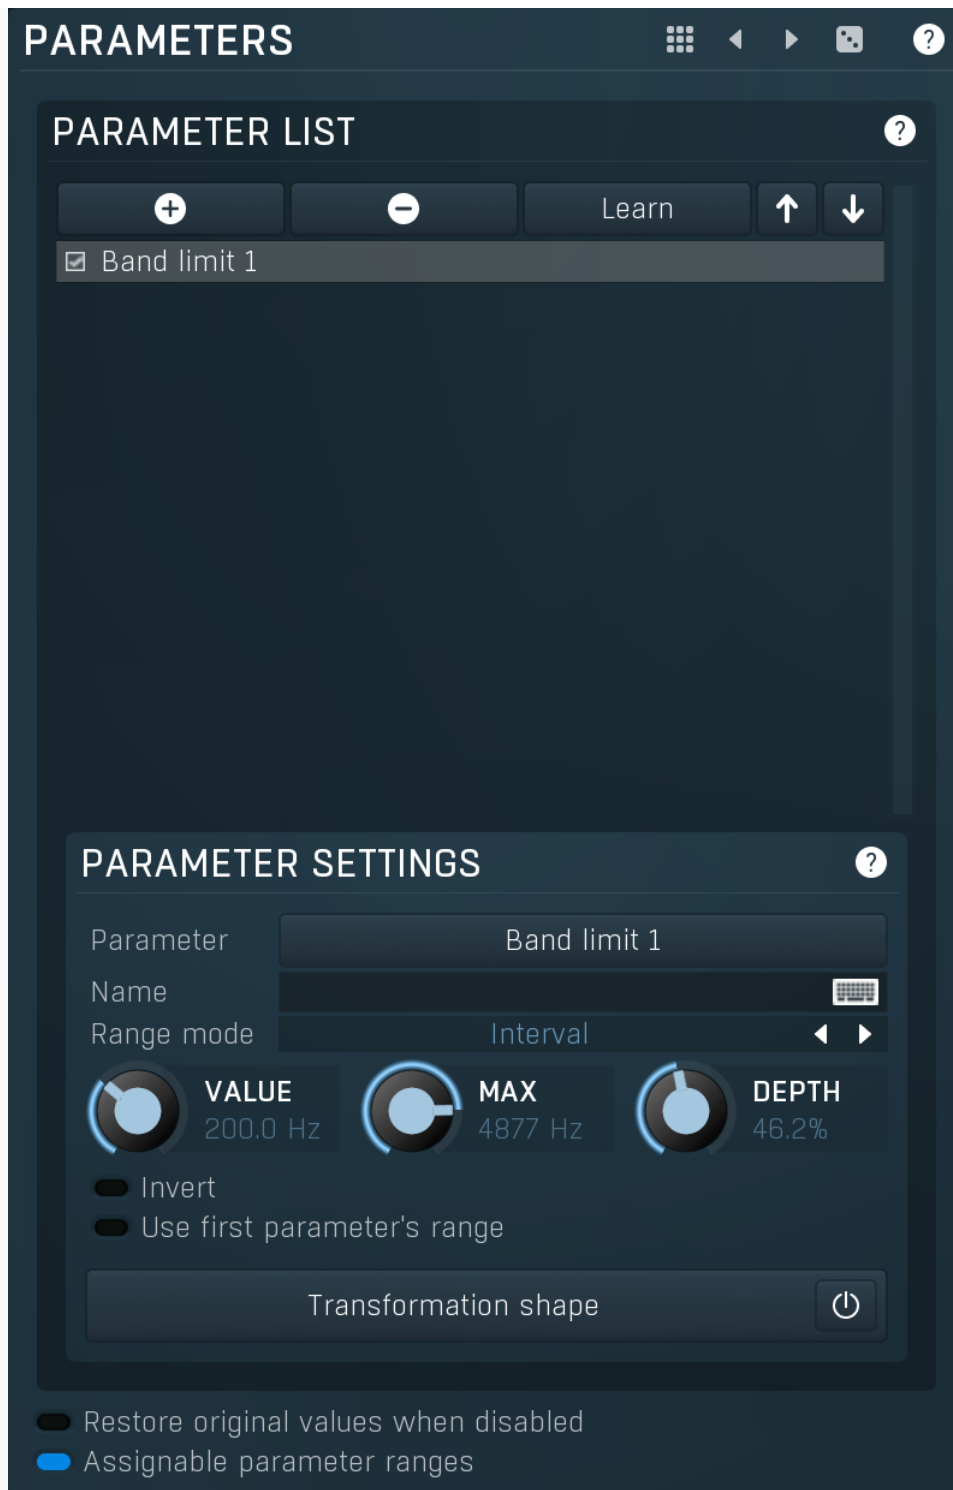 PARAMETERS
?
PARAMETER LIST
?
Learn
Band limit 1
PARAMETER SETTINGS
?
Parameter Band limit 1
Name
Range mode Interval
VALUE MAX DEPTH
200.0 Hz 4877 Hz 46.2%
Invert
Use first parameter's range
Transformation shape
Restore original values when disabled
Assignable parameter ranges